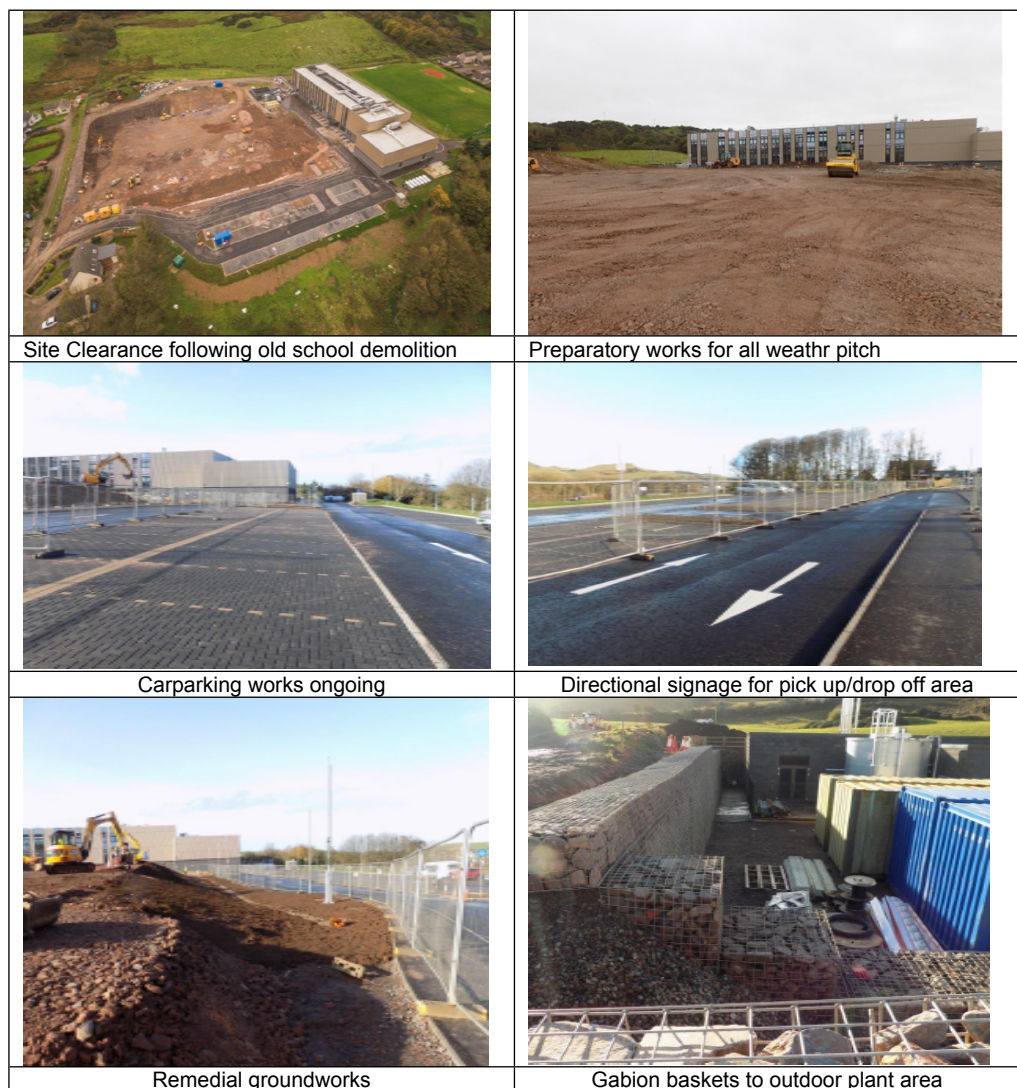 Site Clearance following old school demolition
Preparatory works for all weathr pitch
Carparking works ongoing
Directional signage for pick up/drop off area
Remedial groundworks
Gabion baskets to outdoor plant area